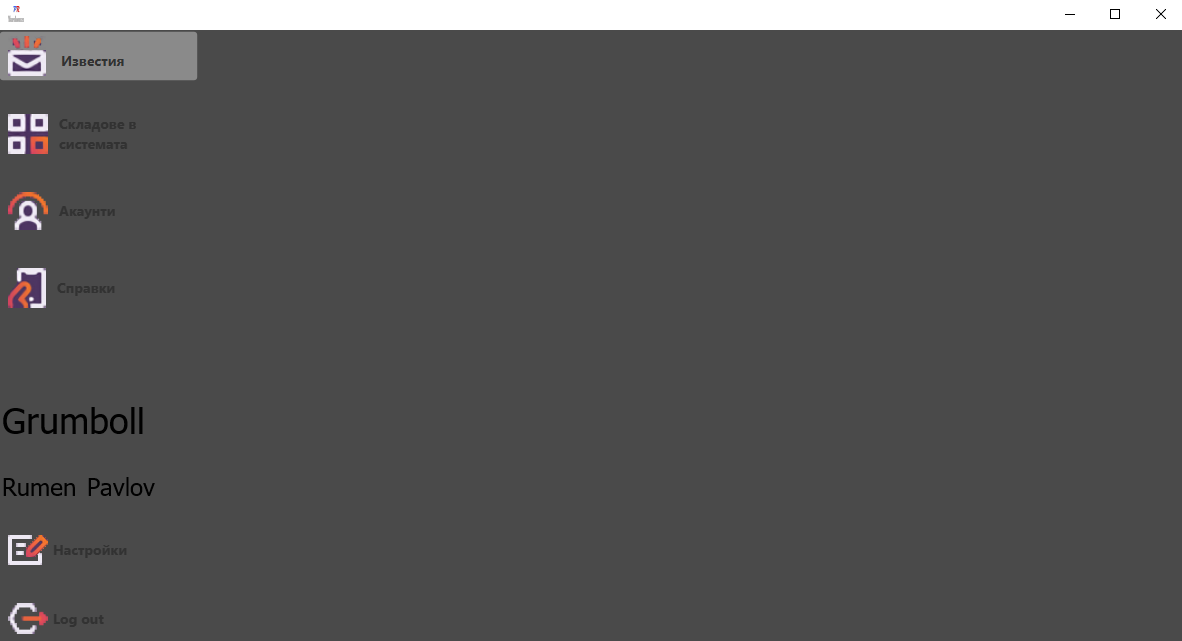 Известия
Складове в
системата
Акаунти
Справки
Grumboll
Rumen Pavlov
Настройки
Log out